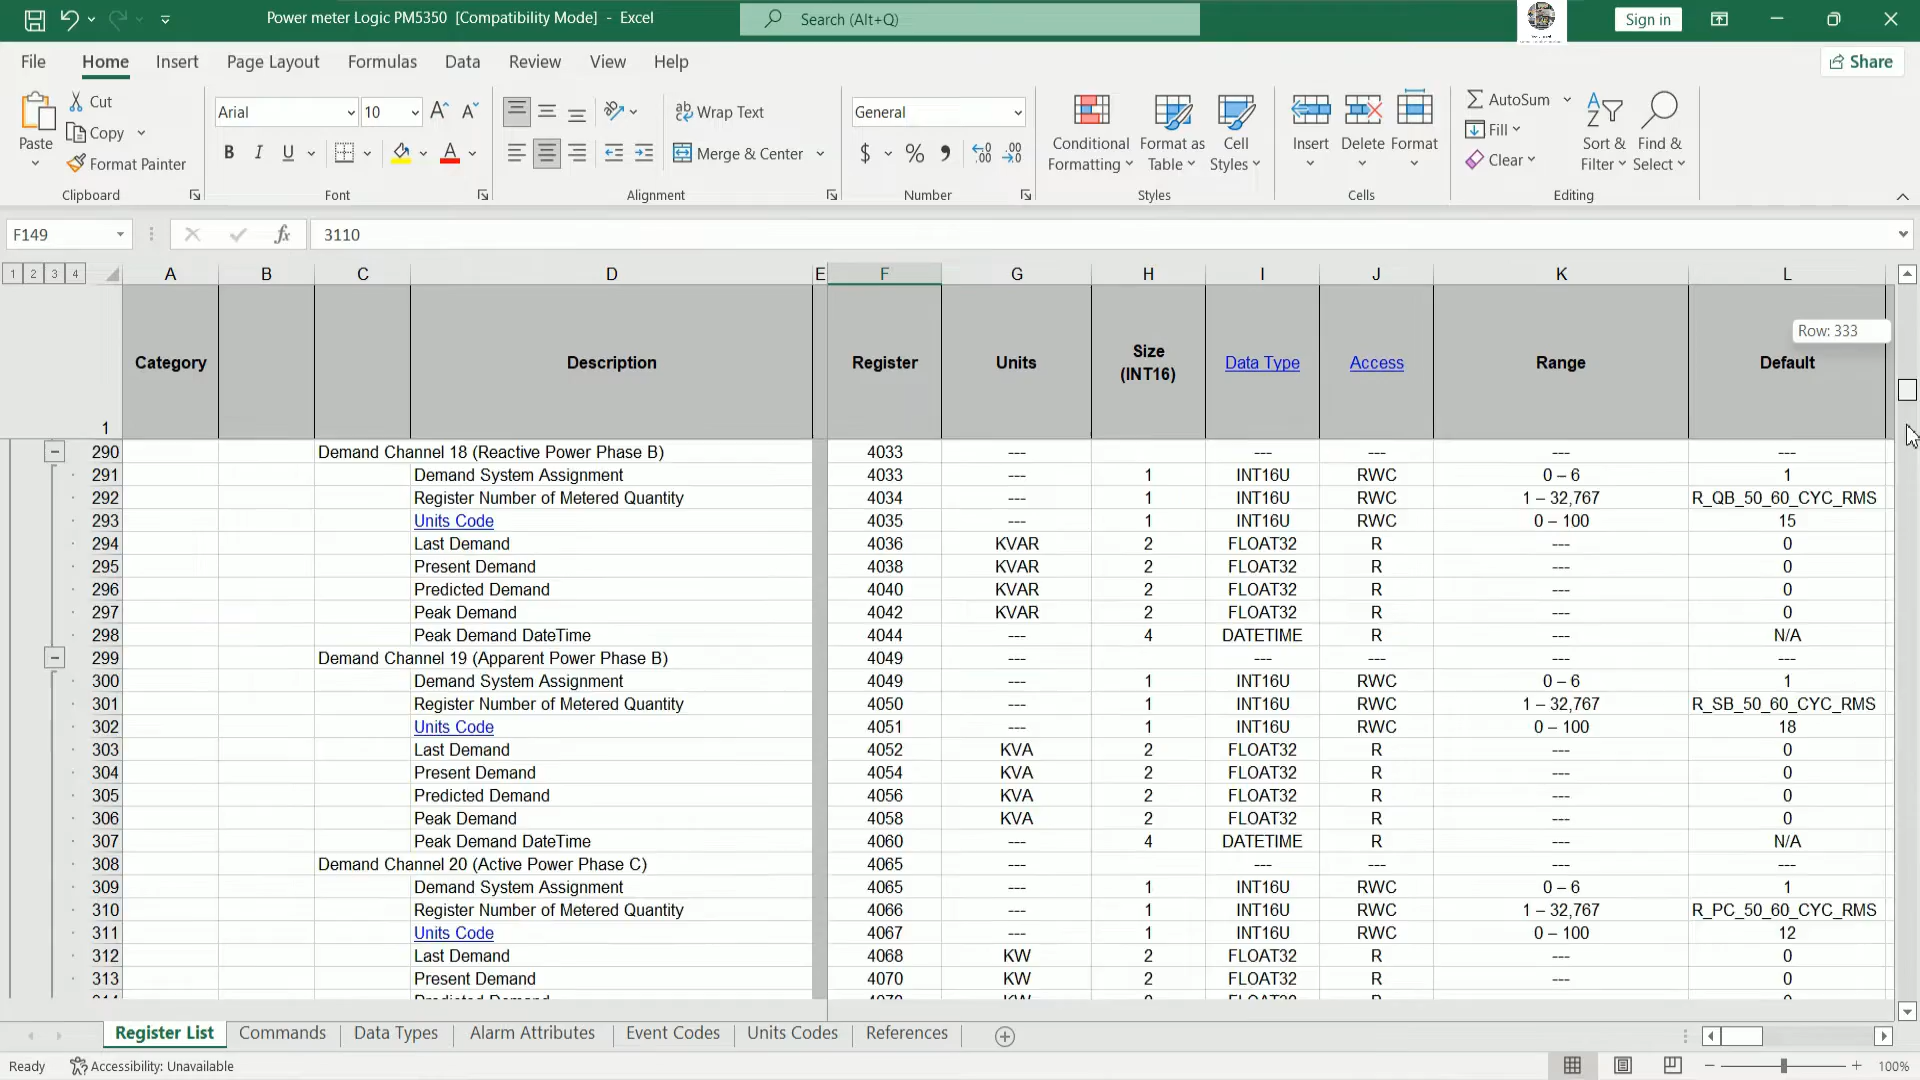 Power meter Logic PM5350 [Compatibility Mode] - Excel
Search (Alt+Q)
Sign in
File Home Insert Page Layout Formulas Data Review View Help
Share
Paste
Cut
Copy
Format Painter
Clipboard
Arial 10
B I U
Font
Wrap Text
Merge & Center
Alignment
General
$ % ,
Number
Conditional Formatting
Format as Table
Cell Styles
Styles
Insert Delete Format
Cells
AutoSum
Fill
Clear
Sort & Filter
Find & Select
Editing
F149 fx 3110
1 2 3 4 A B C D E F G H I J K L
1 Category Description Register Units Size (INT16) Data Type Access Range Default
Row: 333
290 Demand Channel 18 (Reactive Power Phase B) 4033 --- --- --- --- ---
291 Demand System Assignment 4033 --- 1 INT16U RWC 0 – 6 1
292 Register Number of Metered Quantity 4034 --- 1 INT16U RWC 1 – 32,767 R_QB_50_60_CYC_RMS
293 Units Code 4035 --- 1 INT16U RWC 0 – 100 15
294 Last Demand 4036 KVAR 2 FLOAT32 R --- 0
295 Present Demand 4038 KVAR 2 FLOAT32 R --- 0
296 Predicted Demand 4040 KVAR 2 FLOAT32 R --- 0
297 Peak Demand 4042 KVAR 2 FLOAT32 R --- 0
298 Peak Demand DateTime 4044 --- 4 DATETIME R --- N/A
299 Demand Channel 19 (Apparent Power Phase B) 4049 --- --- --- --- ---
300 Demand System Assignment 4049 --- 1 INT16U RWC 0 – 6 1
301 Register Number of Metered Quantity 4050 --- 1 INT16U RWC 1 – 32,767 R_SB_50_60_CYC_RMS
302 Units Code 4051 --- 1 INT16U RWC 0 – 100 18
303 Last Demand 4052 KVA 2 FLOAT32 R --- 0
304 Present Demand 4054 KVA 2 FLOAT32 R --- 0
305 Predicted Demand 4056 KVA 2 FLOAT32 R --- 0
306 Peak Demand 4058 KVA 2 FLOAT32 R --- 0
307 Peak Demand DateTime 4060 --- 4 DATETIME R --- N/A
308 Demand Channel 20 (Active Power Phase C) 4065 --- --- --- --- ---
309 Demand System Assignment 4065 --- 1 INT16U RWC 0 – 6 1
310 Register Number of Metered Quantity 4066 --- 1 INT16U RWC 1 – 32,767 R_PC_50_60_CYC_RMS
311 Units Code 4067 --- 1 INT16U RWC 0 – 100 12
312 Last Demand 4068 KW 2 FLOAT32 R --- 0
313 Present Demand 4070 KW 2 FLOAT32 R --- 0
Register List Commands Data Types Alarm Attributes Event Codes Units Codes References
Ready Accessibility: Unavailable 100%